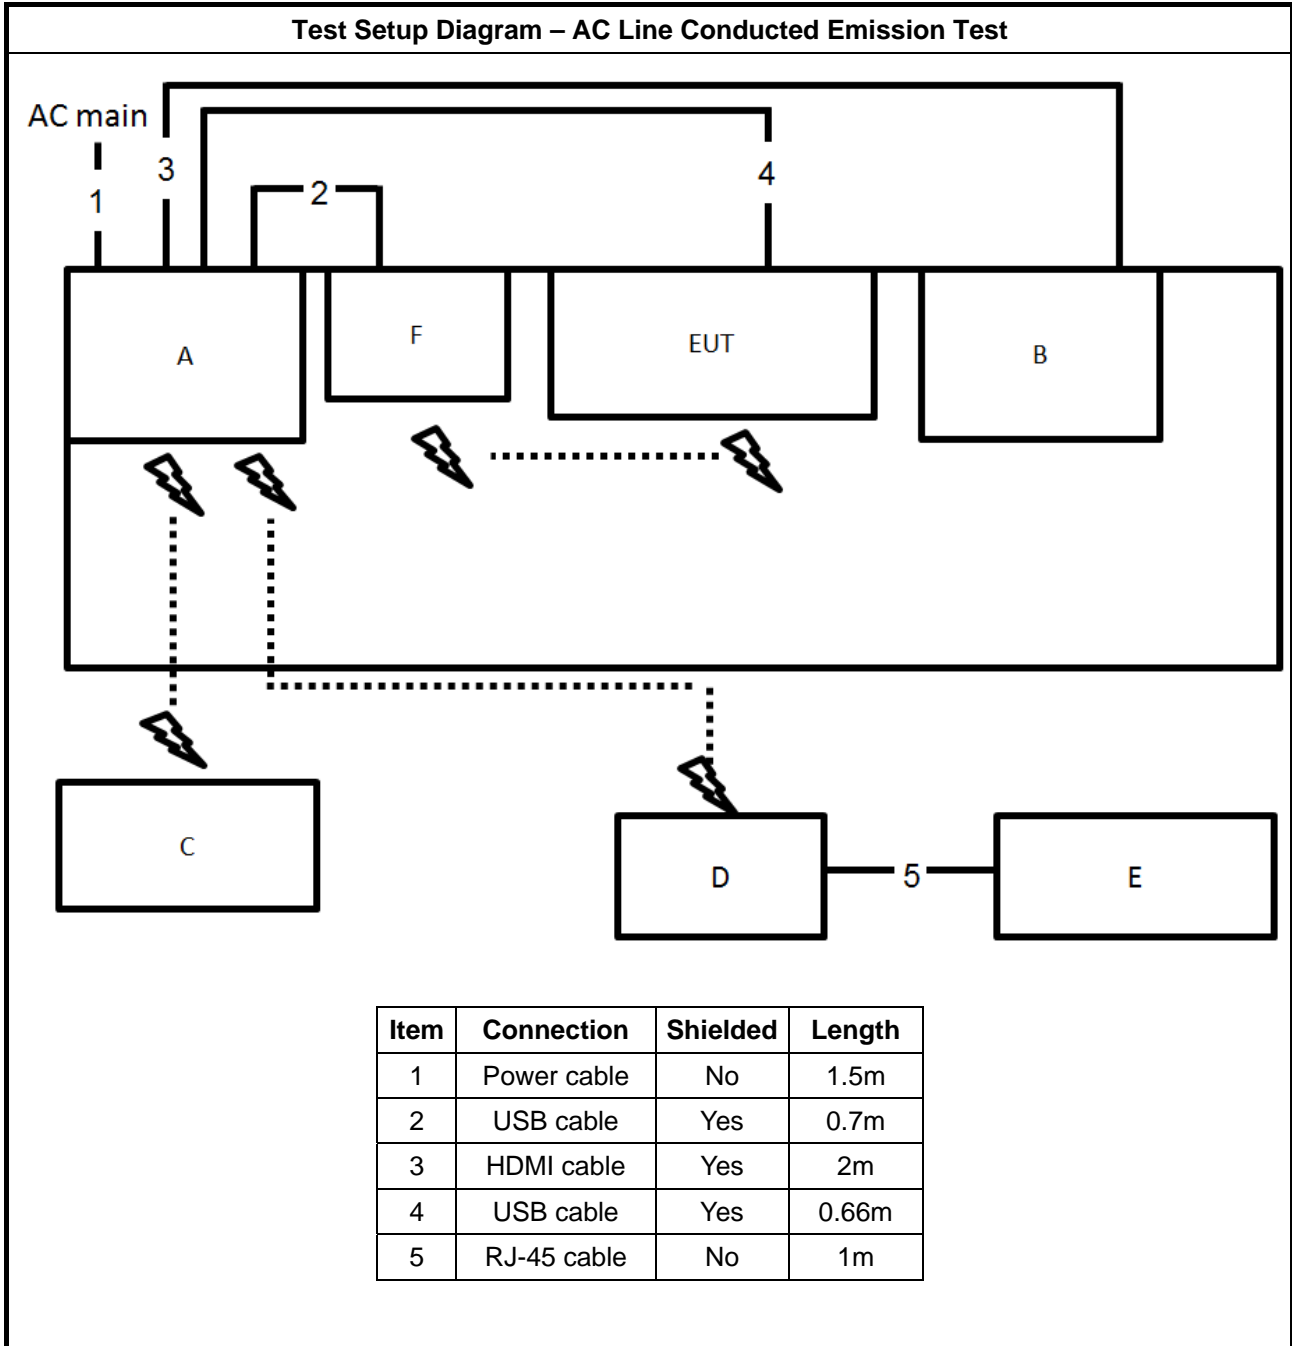 Test Setup Diagram – AC Line Conducted Emission Test
AC main
3
4
1
2
A
F
EUT
B
C
D
5
E
Item Connection Shielded Length
1 Power cable No 1.5m
2 USB cable Yes 0.7m
3 HDMI cable Yes 2m
4 USB cable Yes 0.66m
5 RJ-45 cable No 1m